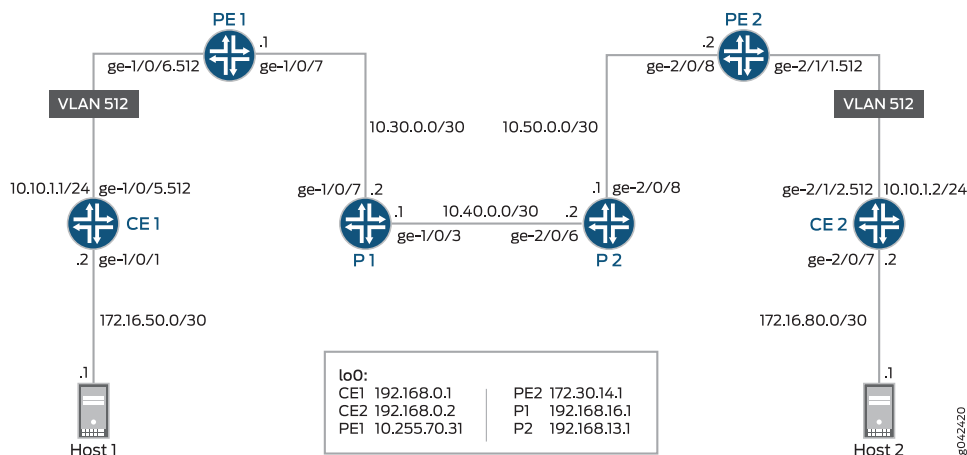 PE 1
PE 2
.1
.2
ge-1/0/6.512
ge-1/0/7
ge-2/0/8
ge-2/1/1.512
VLAN 512
VLAN 512
10.30.0.0/30
10.50.0.0/30
10.10.1.1/24
ge-1/0/5.512
ge-1/0/7
.2
.1
ge-2/0/8
ge-2/1/2.512
10.10.1.2/24
CE 1
.1
10.40.0.0/30
.2
CE 2
ge-1/0/3
ge-2/0/6
.2
ge-1/0/1
P 1
P 2
ge-2/0/7
.2
172.16.50.0/30
172.16.80.0/30
.1
.1
lo0:
CE1 192.168.0.1
PE2 172.30.14.1
CE2 192.168.0.2
P1 192.168.16.1
PE1 10.255.70.31
P2 192.168.13.1
Host 1
Host 2
g042420